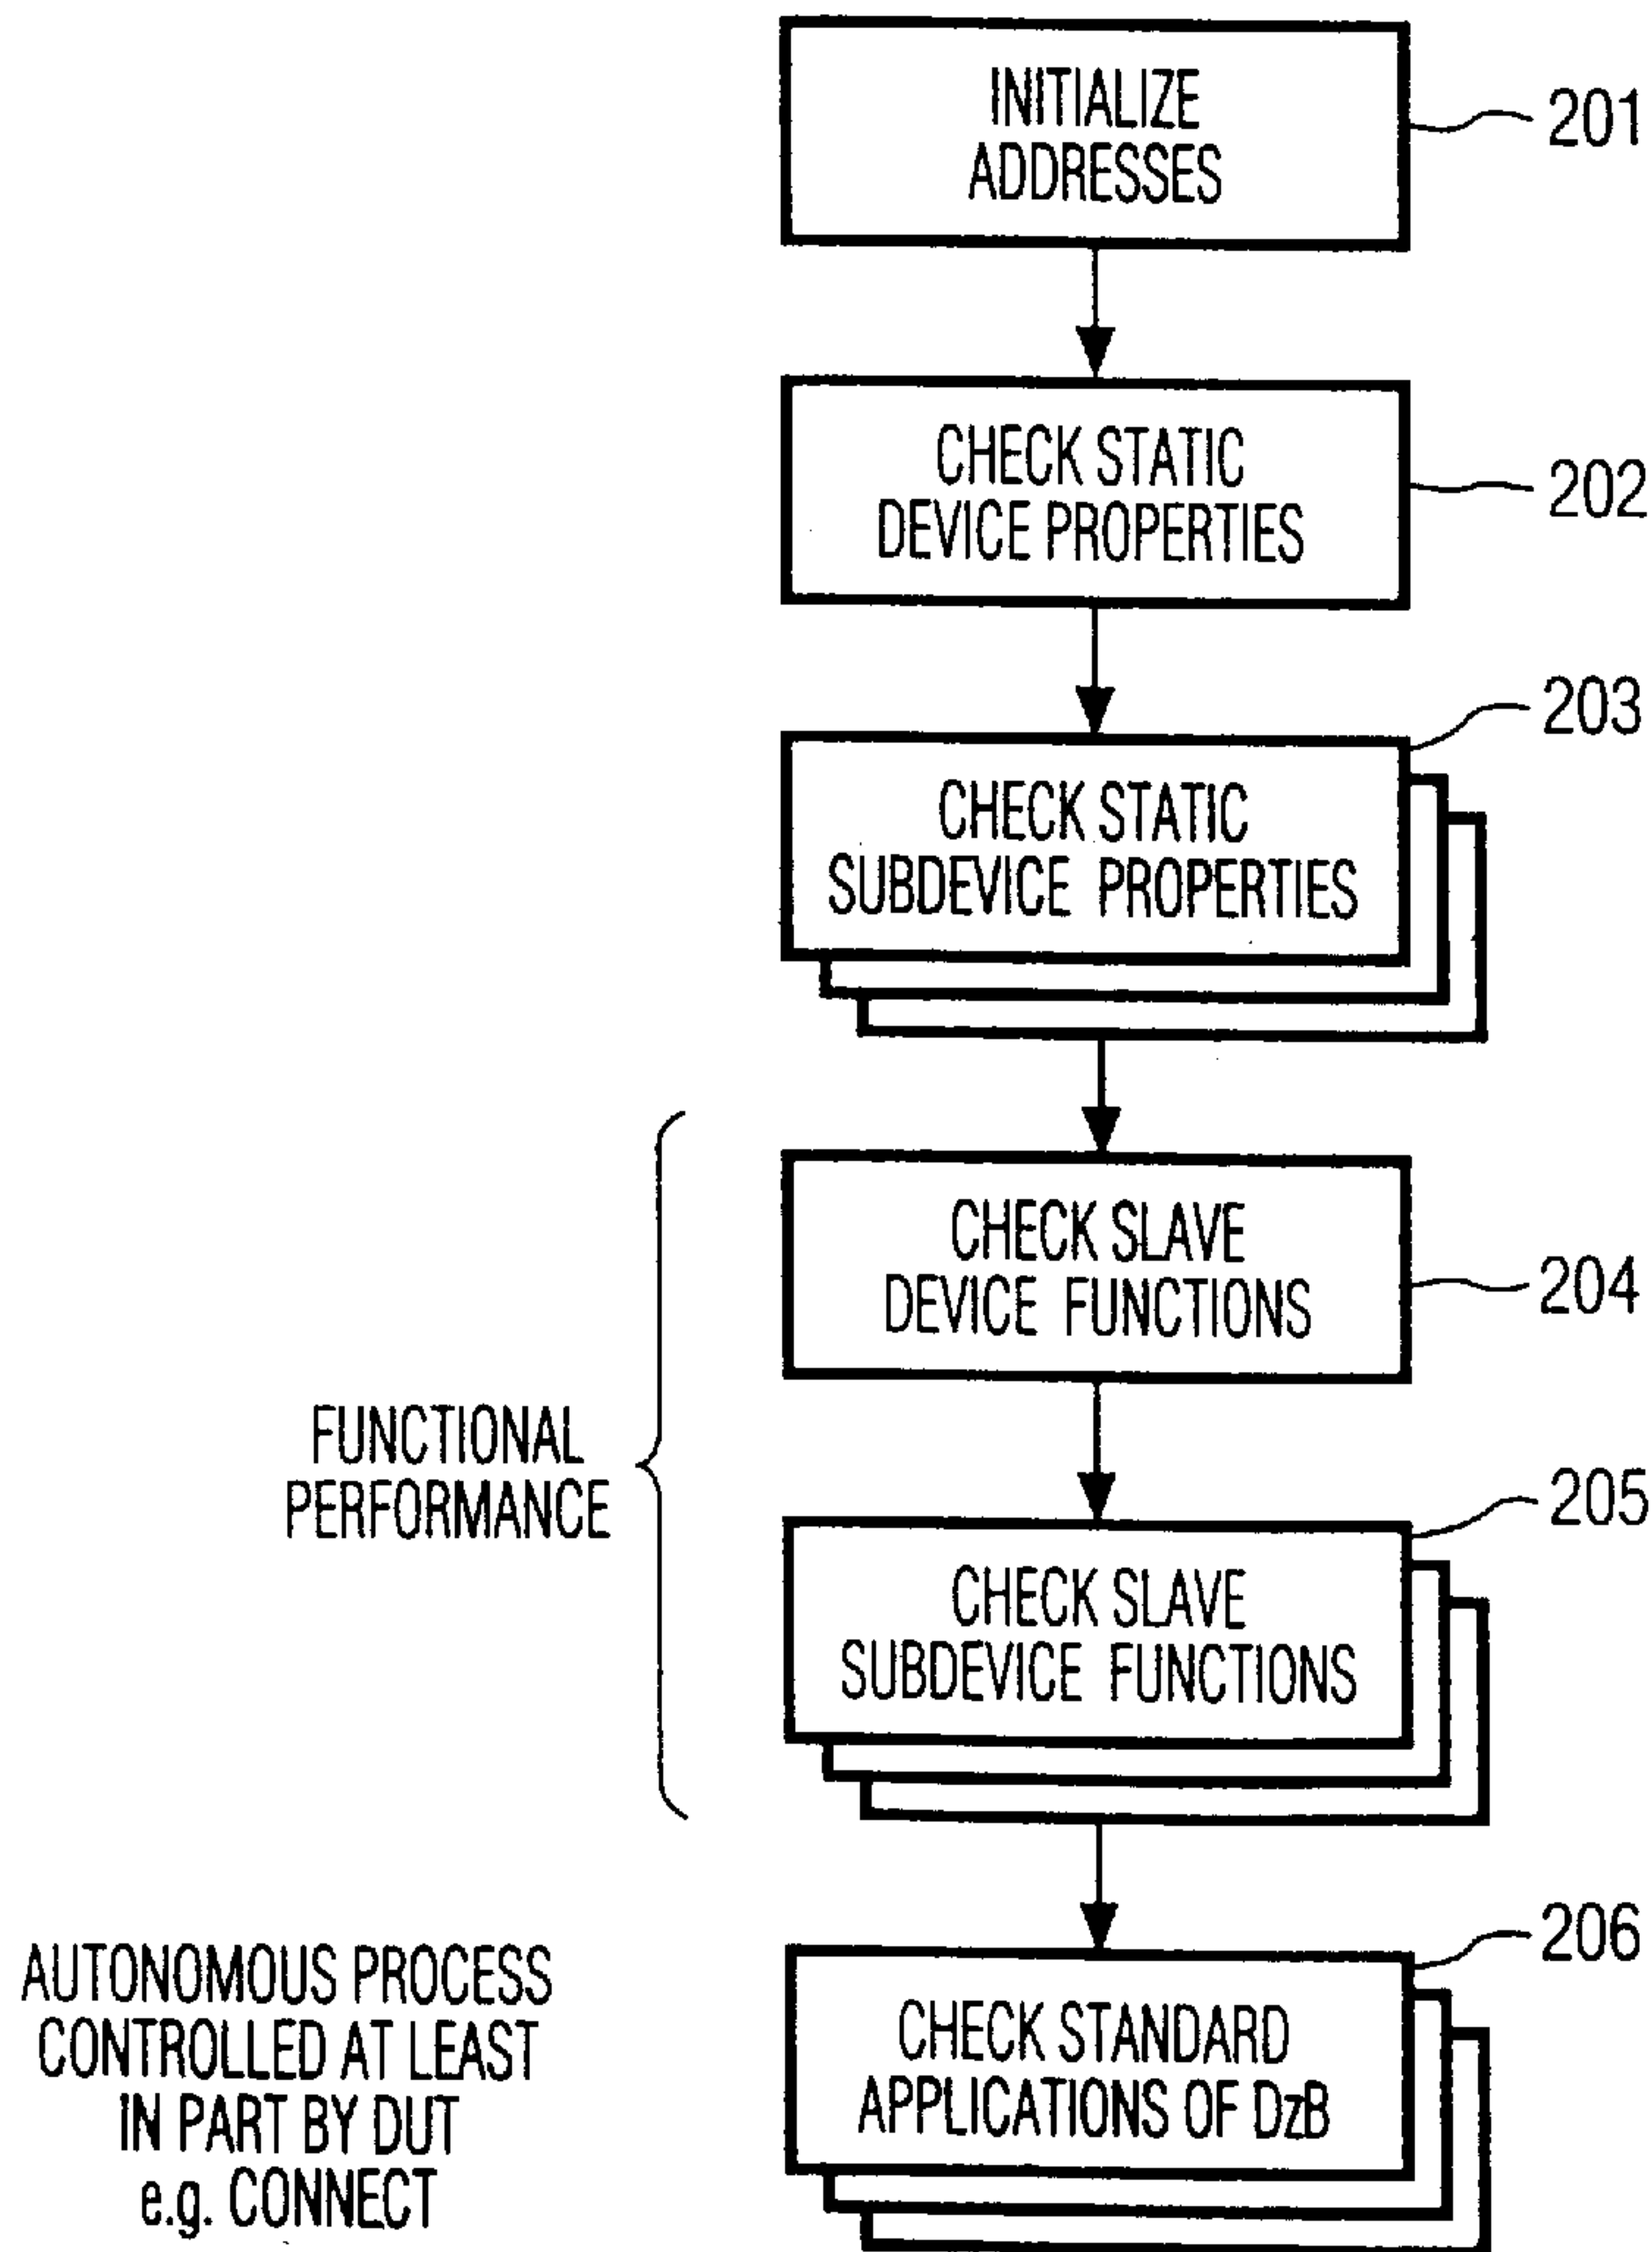 INITIALIZE
ADDRESSES
201
CHECK STATIC
DEVICE PROPERTIES
202
203
CHECK STATIC
SUBDEVICE PROPERTIES
CHECK SLAVE
DEVICE FUNCTIONS
204
FUNCTIONAL
PERFORMANCE
205
CHECK SLAVE
SUBDEVICE FUNCTIONS
206
CHECK STANDARD
APPLICATIONS OF DzB
AUTONOMOUS PROCESS
CONTROLLED AT LEAST
IN PART BY DUT
e.g. CONNECT